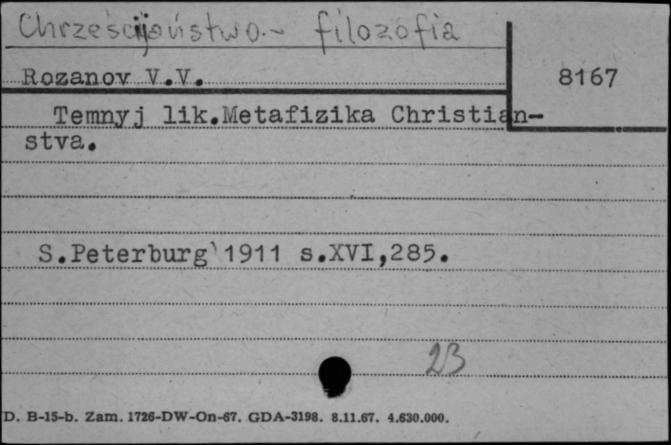 Chrześcijaństwo - filozofia
Rozanov V.V.
8167
Temnyj lik.Metafizika Christian-
stva.
S.Peterburg 1911 s.XVI,285.
23
D. B-15-b. Zam. 1726-DW-On-67. GDA-3198. 8.11.67. 4.630.000.